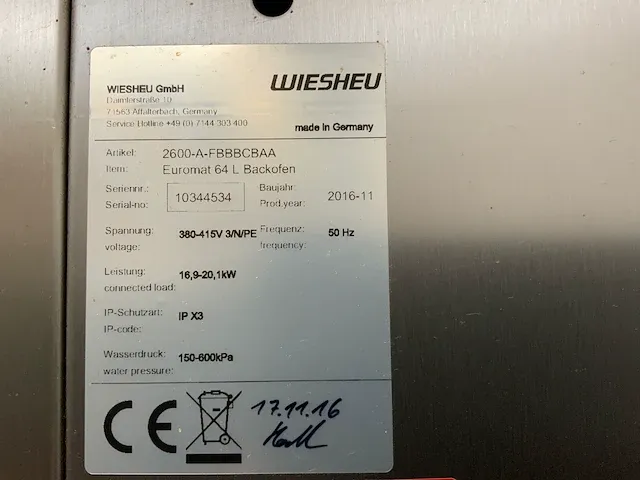 WIESHEU GmbH
Daimlerstraße 10
71563 Affalterbach, Germany
Service Hotline +49 (0) 7144 303 400
WIESHEU
made in Germany
Artikel: 2600-A-FBBBCBAA
Item: Euromat 64 L Backofen
Seriennr.: Serial-no: 10344534
Baujahr: Prod.year: 2016-11
Spannung: voltage: 380-415V 3/N/PE
Frequenz: frequency: 50 Hz
Leistung: connected load: 16,9-20,1kW
IP-Schutzart: IP-code: IP X3
Wasserdruck: water pressure: 150-600kPa
CE
17.11.16